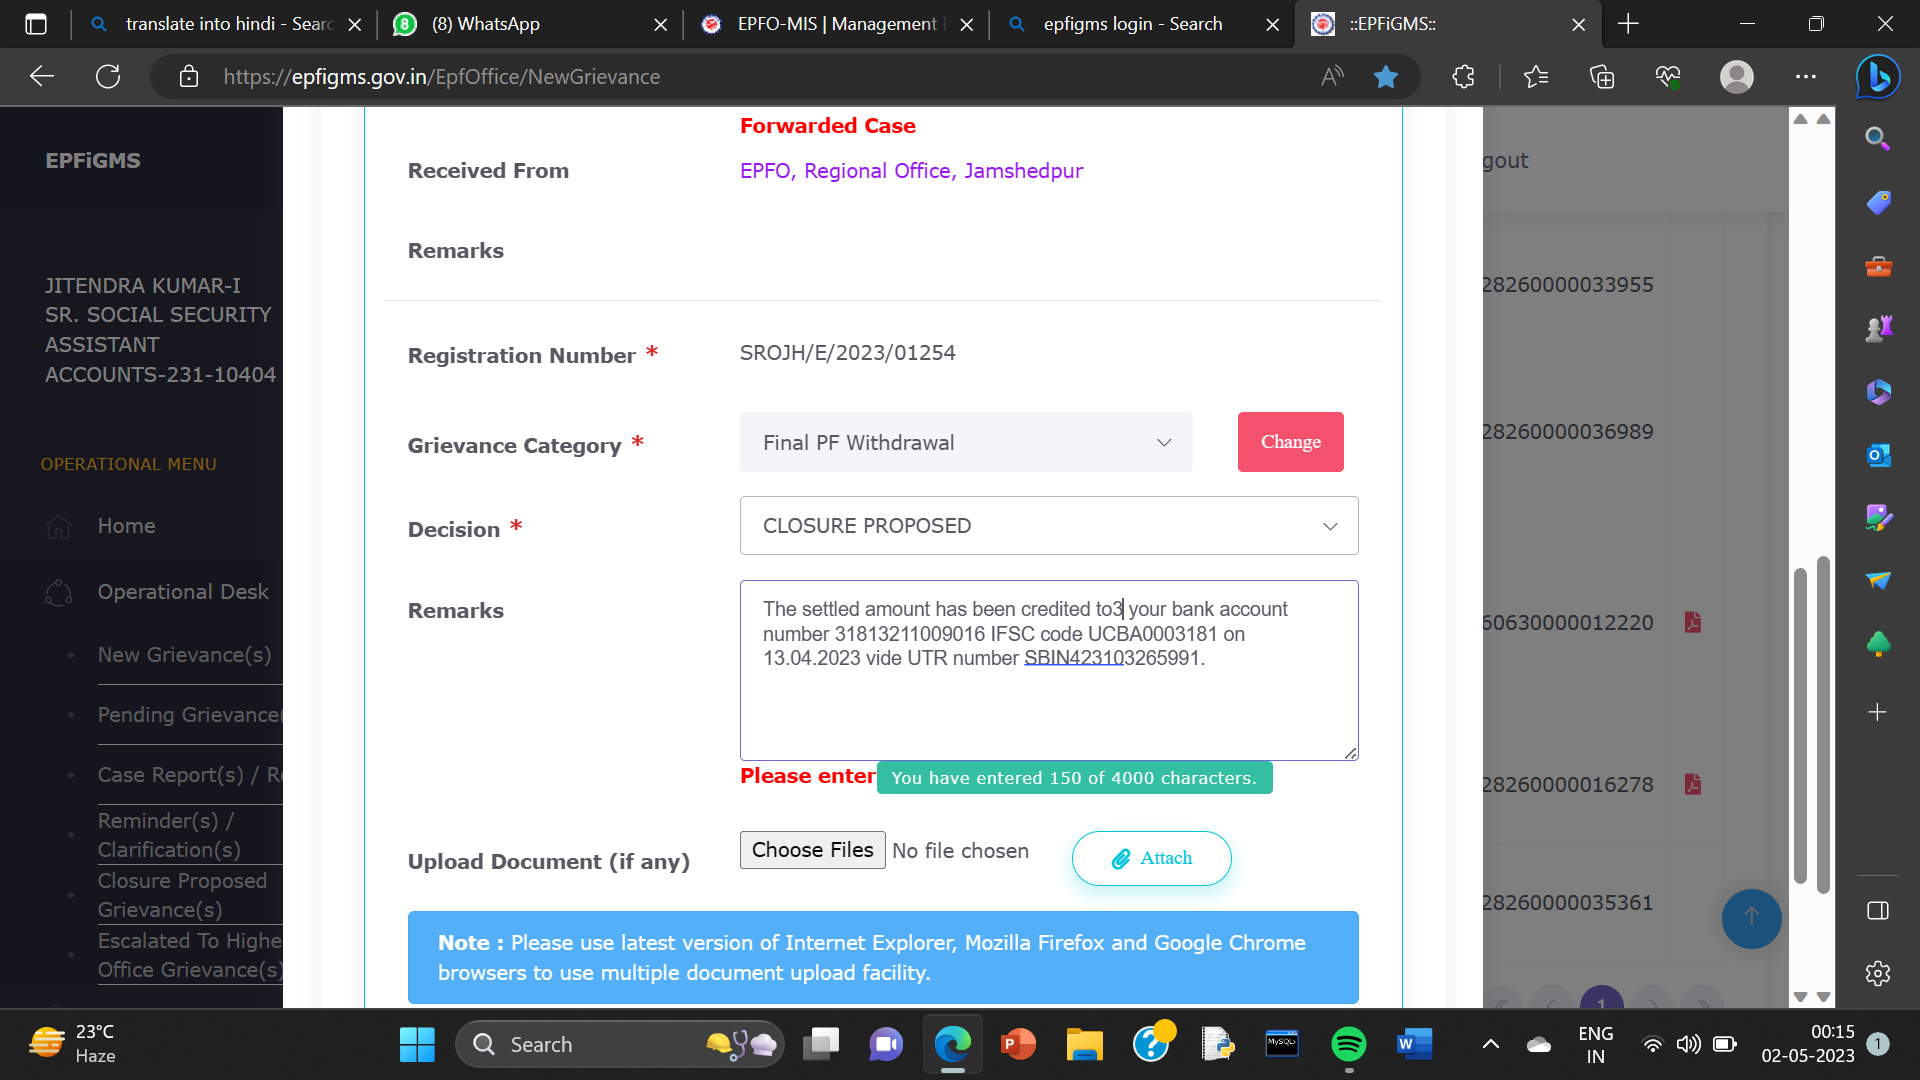 translate into hindi - Searc
(8) WhatsApp
EPFO-MIS | Management
epfigms login - Search
::EPFiGMS::
https://epfigms.gov.in/EpfOffice/NewGrievance
EPFiGMS
JITENDRA KUMAR-I
SR. SOCIAL SECURITY
ASSISTANT
ACCOUNTS-231-10404
OPERATIONAL MENU
Home
Operational Desk
New Grievance(s)
Pending Grievance(
Case Report(s) / Re
Reminder(s) /
Clarification(s)
Closure Proposed
Grievance(s)
Escalated To Highe
Office Grievance(s)
Forwarded Case
Received From EPFO, Regional Office, Jamshedpur
Remarks
Registration Number * SROJH/E/2023/01254
Grievance Category * Final PF Withdrawal Change
Decision * CLOSURE PROPOSED
Remarks
The settled amount has been credited to3 your bank account
number 31813211009016 IFSC code UCBA0003181 on
13.04.2023 vide UTR number SBIN423103265991.
Please enter You have entered 150 of 4000 characters.
Upload Document (if any) Choose Files No file chosen Attach
Note : Please use latest version of Internet Explorer, Mozilla Firefox and Google Chrome
browsers to use multiple document upload facility.
gout
28260000033955
28260000036989
60630000012220
28260000016278
28260000035361
1
23°C
Haze
Search
MySQL
ENG
IN
00:15
02-05-2023
1